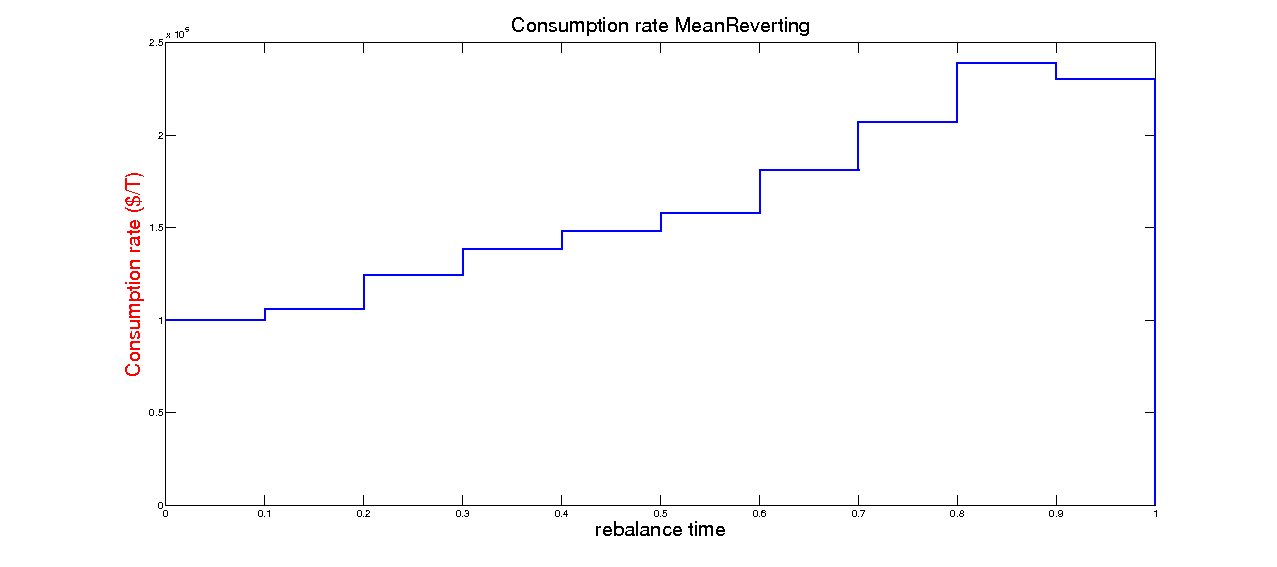 Consumption rate MeanReverting
x 10^5
2.5
2
1.5
1
0.5
0
Consumption rate ($/T)
0 0.1 0.2 0.3 0.4 0.5 0.6 0.7 0.8 0.9 1
rebalance time